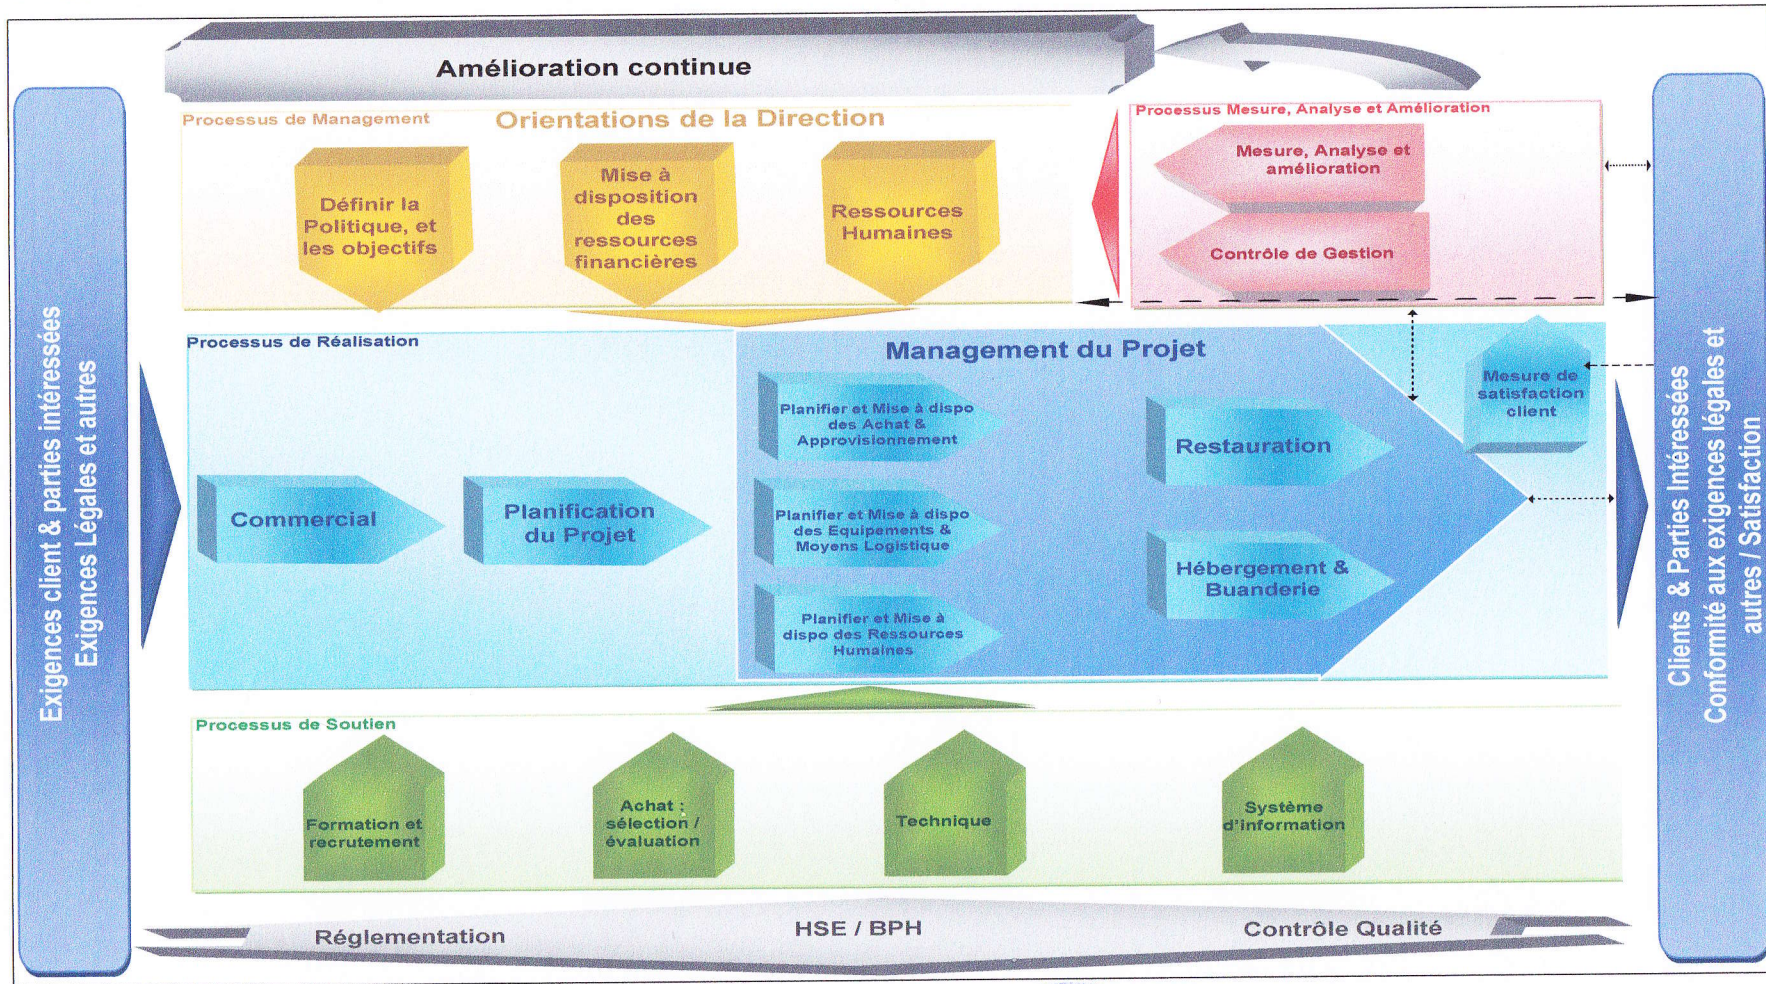 Amélioration continue
Processus de Management
Orientations de la Direction
Définir la
Politique, et
les objectifs
Mise à
disposition
des
ressources
financières
Ressources
Humaines
Processus Mesure, Analyse et Amélioration
Mesure, Analyse et
amélioration
Contrôle de Gestion
Exigences client & parties intéressées
Exigences Légales et autres
Processus de Réalisation
Commercial
Planification
du Projet
Management du Projet
Planifier et Mise à dispo
des Achat &
Approvisionnement
Planifier et Mise à dispo
des Equipements &
Moyens Logistique
Planifier et Mise à
dispo des Ressources
Humaines
Restauration
Hébergement &
Buanderie
Mesure de
satisfaction
client
Clients & Parties Intéressées
Conformité aux exigences légales et
autres / Satisfaction
Processus de Soutien
Formation et
recrutement
Achat :
sélection /
évaluation
Technique
Système
d'information
Réglementation
HSE / BPH
Contrôle Qualité